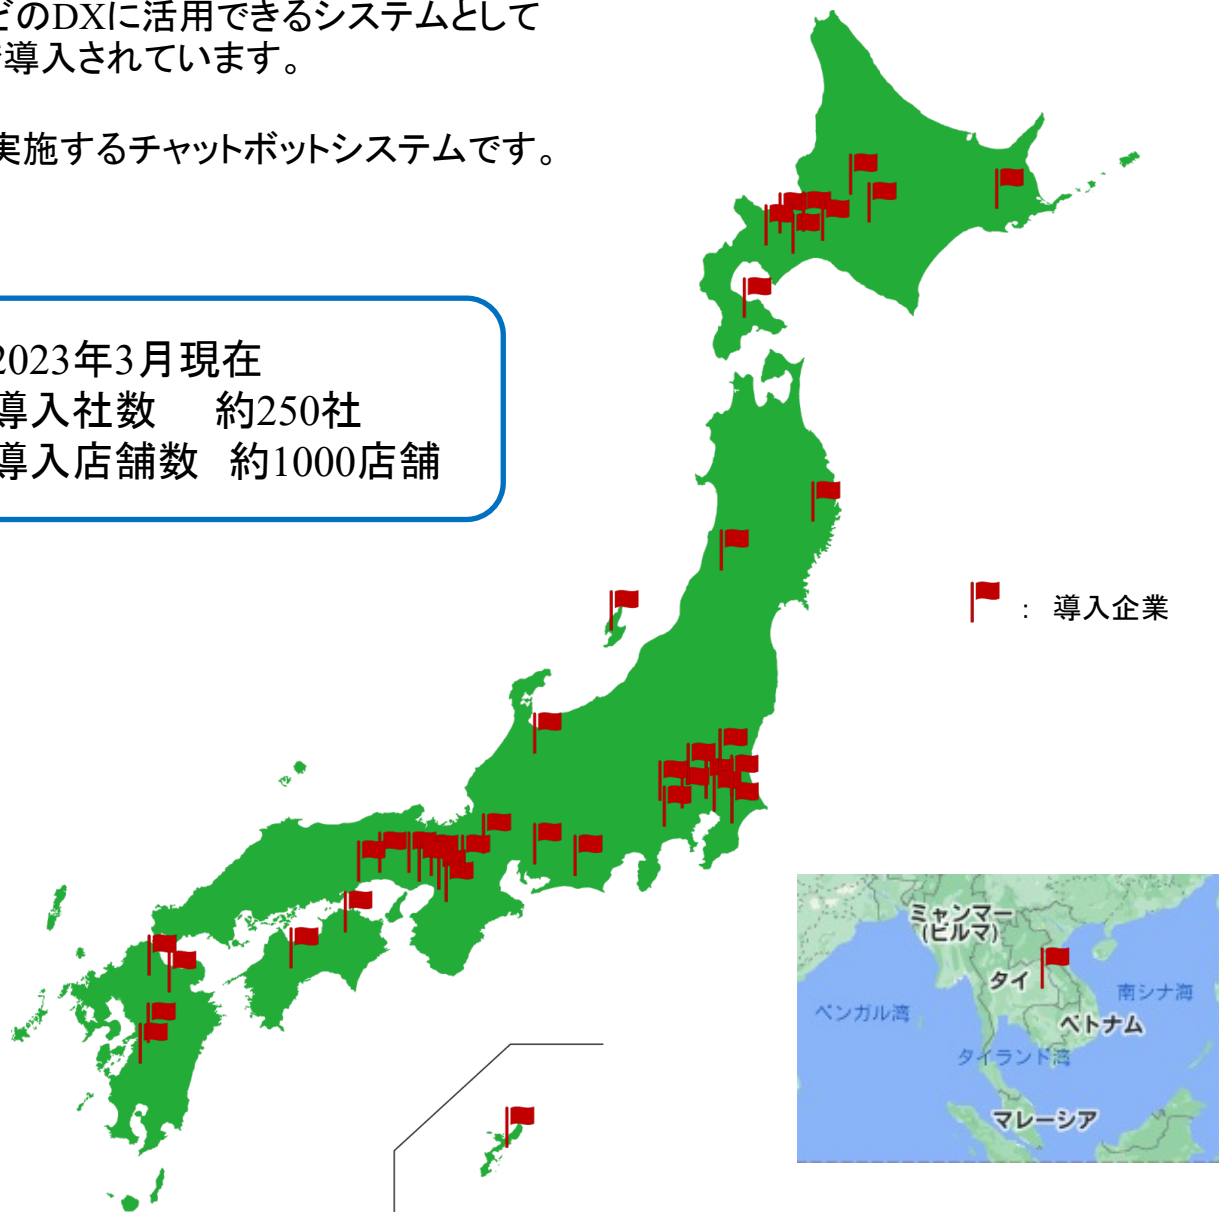 どのDXに活用できるシステムとして
導入されています。
実施するチャットボットシステムです。
2023年3月現在
導入社数 約250社
導入店舗数 約1000店舗
： 導入企業
ミャンマー
(ビルマ)
タイ
ベンガル湾
南シナ海
ベトナム
タイランド湾
マレーシア